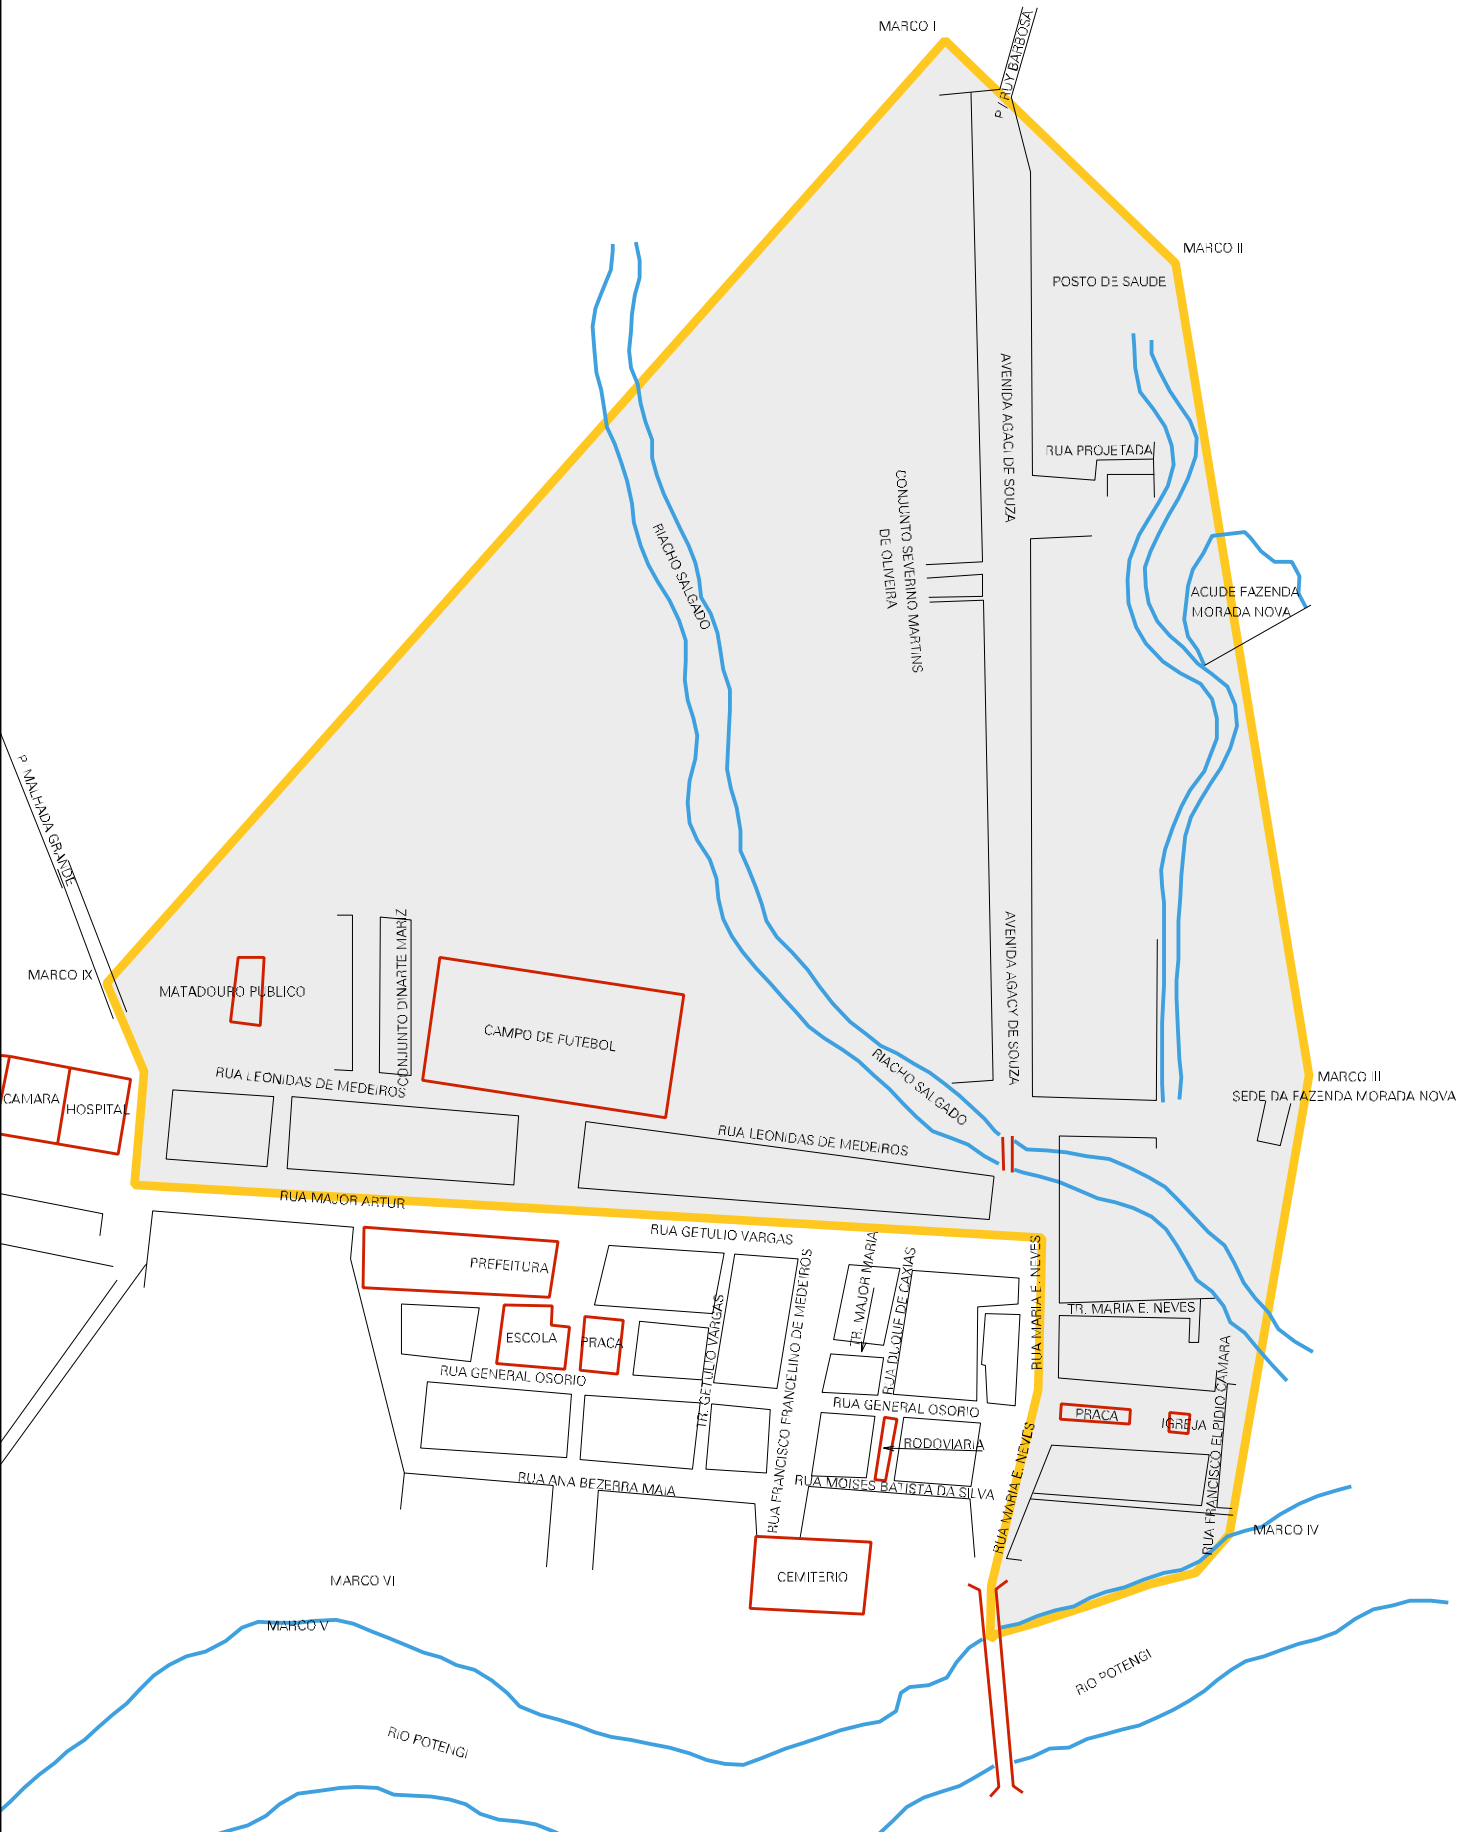 MARCO I
P / RUY BARBOSA
MARCO II
POSTO DE SAUDE
AVENIDA AGACI DE SOUZA
RUA PROJETADA
CONJUNTO SEVERINO MARTINS
DE OLIVEIRA
RIACHO SALGADO
ACUDE FAZENDA
MORADA NOVA
P MALHADA GRANDE
MARCO IX
MATADOURO PUBLICO
CONJUNTO DINARTE MARIZ
CAMPO DE FUTEBOL
AVENIDA AGACY DE SOUZA
RIACHO SALGADO
MARCO III
SEDE DA FAZENDA MORADA NOVA
CAMARA
HOSPITAL
RUA LEONIDAS DE MEDEIROS
RUA LEONIDAS DE MEDEIROS
RUA MAJOR ARTUR
RUA GETULIO VARGAS
PREFEITURA
TR. MAJOR MARIA
RUA DUQUE DE CAXIAS
RUA MARIA E. NEVES
TR. MARIA E. NEVES
ESCOLA
PRACA
TR. GETULIO VARGAS
RUA FRANCISCO FRANCELINO DE MEDEIROS
RUA GENERAL OSORIO
RUA GENERAL OSORIO
PRACA
IGREJA
RUA FRANCISCO ELPIDIO CAMARA
RODOVIARIA
RUA MARIA E. NEVES
RUA ANA BEZERRA MAIA
RUA MOISES BATISTA DA SILVA
MARCO IV
CEMITERIO
MARCO VI
MARCO V
RIO POTENGI
RIO POTENGI